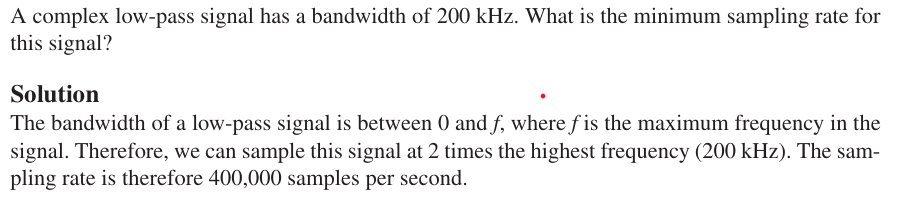 A complex low-pass signal has a bandwidth of 200 kHz. What is the minimum sampling rate for
this signal?
Solution
The bandwidth of a low-pass signal is between 0 and f, where f is the maximum frequency in the
signal. Therefore, we can sample this signal at 2 times the highest frequency (200 kHz). The sam-
pling rate is therefore 400,000 samples per second.